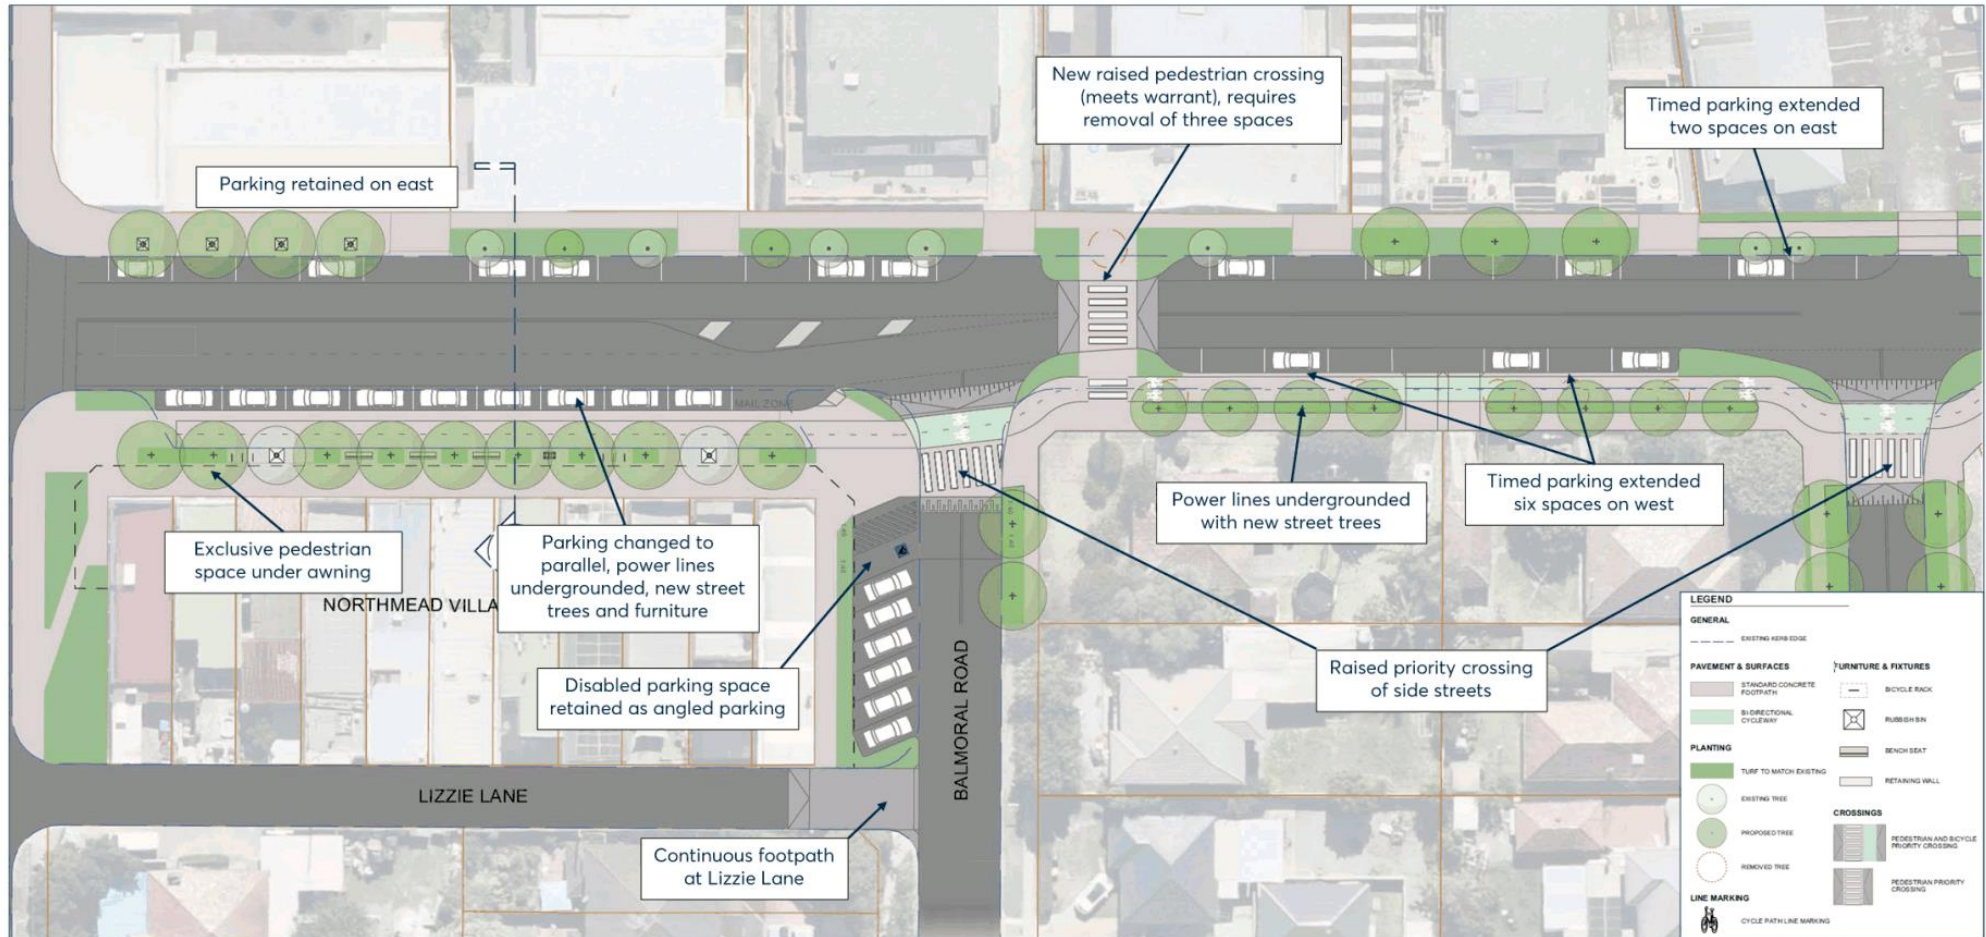 New raised pedestrian crossing
(meets warrant), requires
removal of three spaces
Timed parking extended
two spaces on east
Parking retained on east
MAIL ZONE
Exclusive pedestrian
space under awning
Parking changed to
parallel, power lines
undergrounded, new street
trees and furniture
Power lines undergrounded
with new street trees
Timed parking extended
six spaces on west
NORTHMEAD VILLA
Disabled parking space
retained as angled parking
Raised priority crossing
of side streets
BALMORAL ROAD
LIZZIE LANE
Continuous footpath
at Lizzie Lane
LEGEND
GENERAL
EXISTING KERB EDGE
PAVEMENT & SURFACES
STANDARD CONCRETE
FOOTPATH
BI-DIRECTIONAL
CYCLEWAY
PLANTING
TURF TO MATCH EXISTING
EXISTING TREE
PROPOSED TREE
REMOVED TREE
LINE MARKING
CYCLE PATH LINE MARKING
FURNITURE & FIXTURES
BICYCLE RACK
RUBBISH BIN
BENCH SEAT
RETAINING WALL
CROSSINGS
PEDESTRIAN AND BICYCLE
PRIORITY CROSSING
PEDESTRIAN PRIORITY
CROSSING